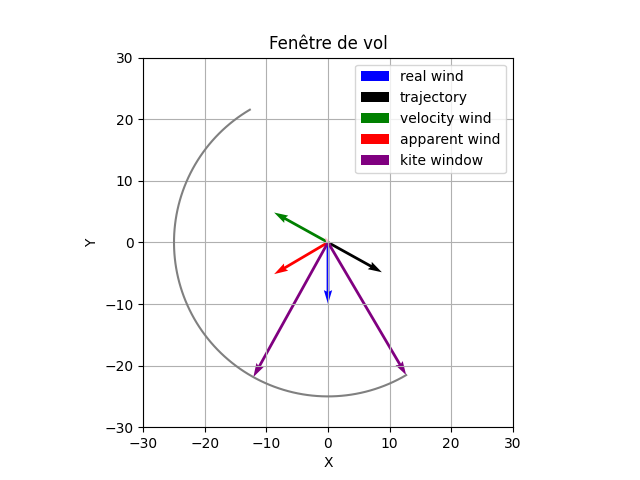 Fenêtre de vol
30
20
10
0
−10
−20
−30
Y
real wind
trajectory
velocity wind
apparent wind
kite window
−30 −20 −10 0 10 20 30
X